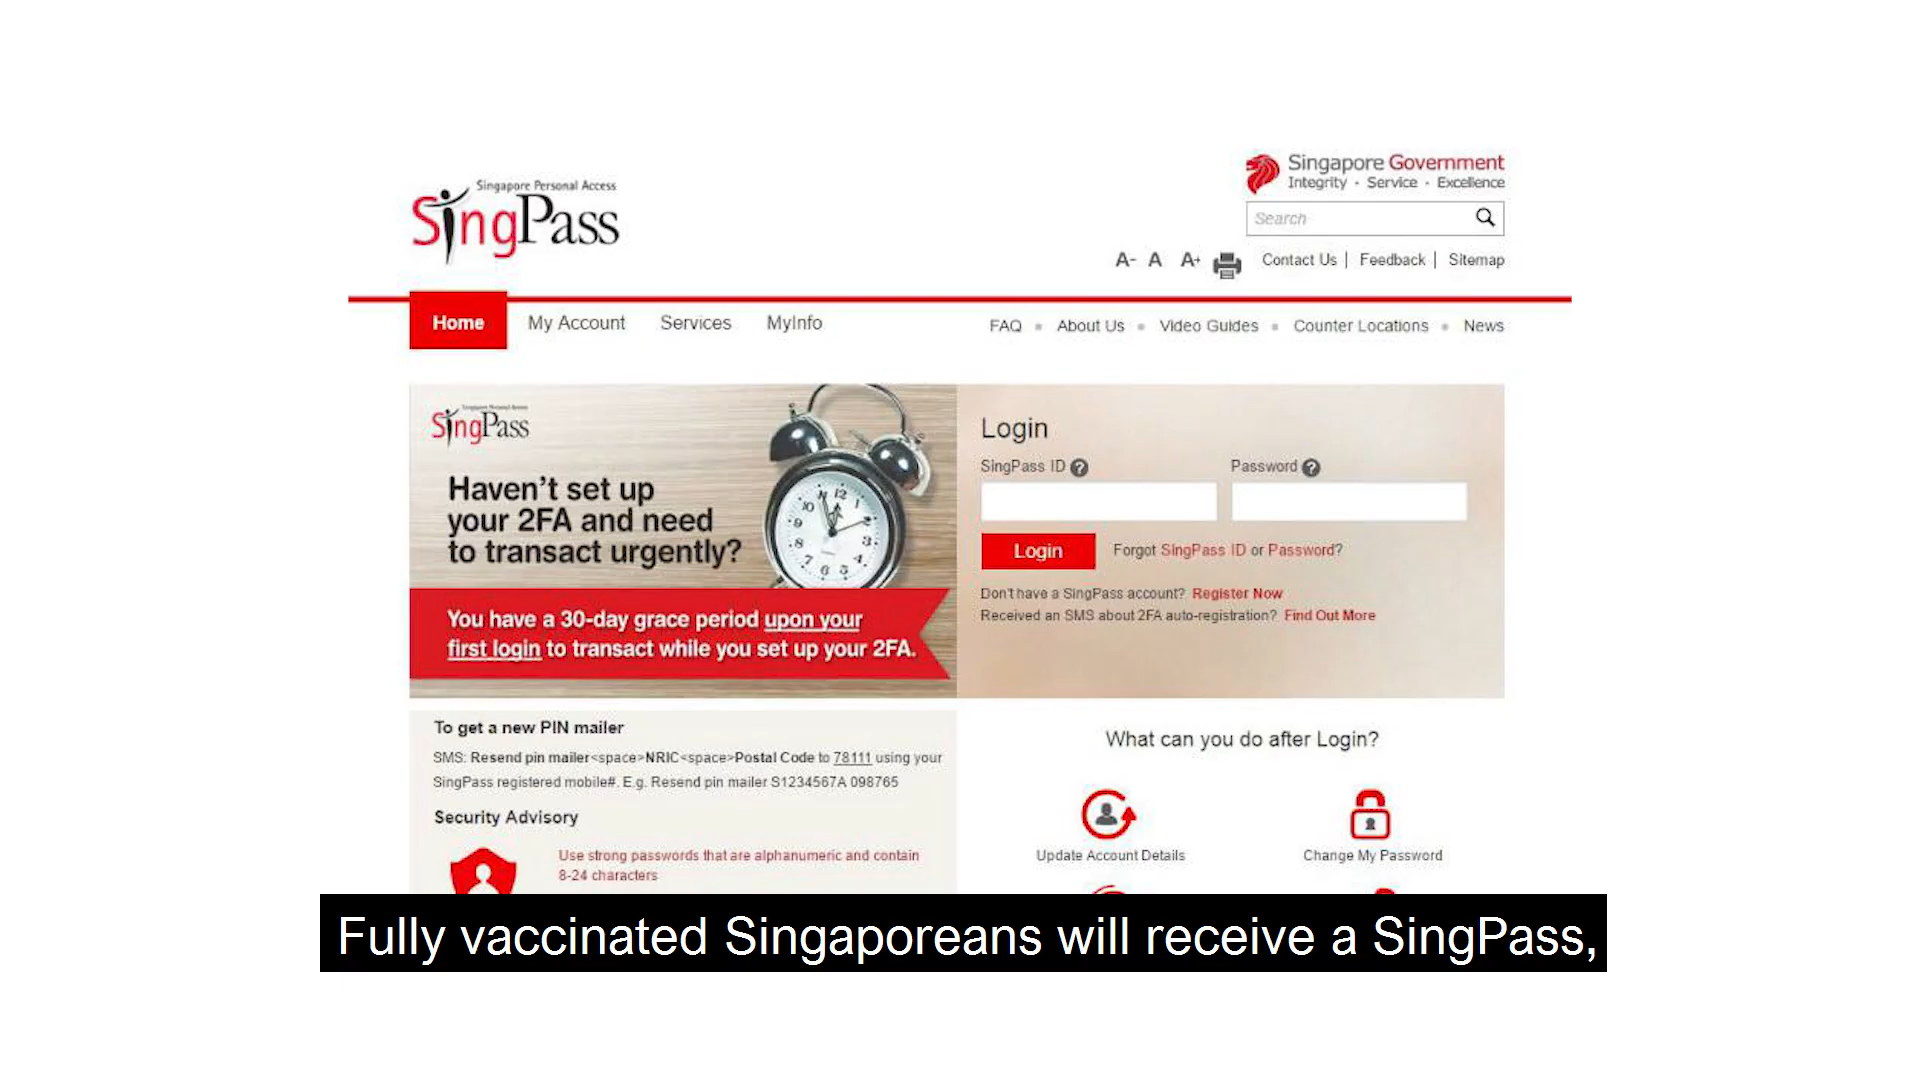 Singapore Personal Access
SingPass
Singapore Government
Integrity · Service · Excellence
Search
A- A A+ Contact Us | Feedback | Sitemap
Home My Account Services MyInfo
FAQ • About Us • Video Guides • Counter Locations • News
SingPass
Haven't set up
your 2FA and need
to transact urgently?
You have a 30-day grace period upon your
first login to transact while you set up your 2FA.
Login
SingPass ID ? Password ?
Login Forgot SingPass ID or Password?
Don't have a SingPass account? Register Now
Received an SMS about 2FA auto-registration? Find Out More
To get a new PIN mailer
SMS: Resend pin mailer<space>NRIC<space>Postal Code to 78111 using your
SingPass registered mobile#. E.g. Resend pin mailer S1234567A 098765
Security Advisory
Use strong passwords that are alphanumeric and contain
8-24 characters
What can you do after Login?
Update Account Details
Change My Password
Fully vaccinated Singaporeans will receive a SingPass,